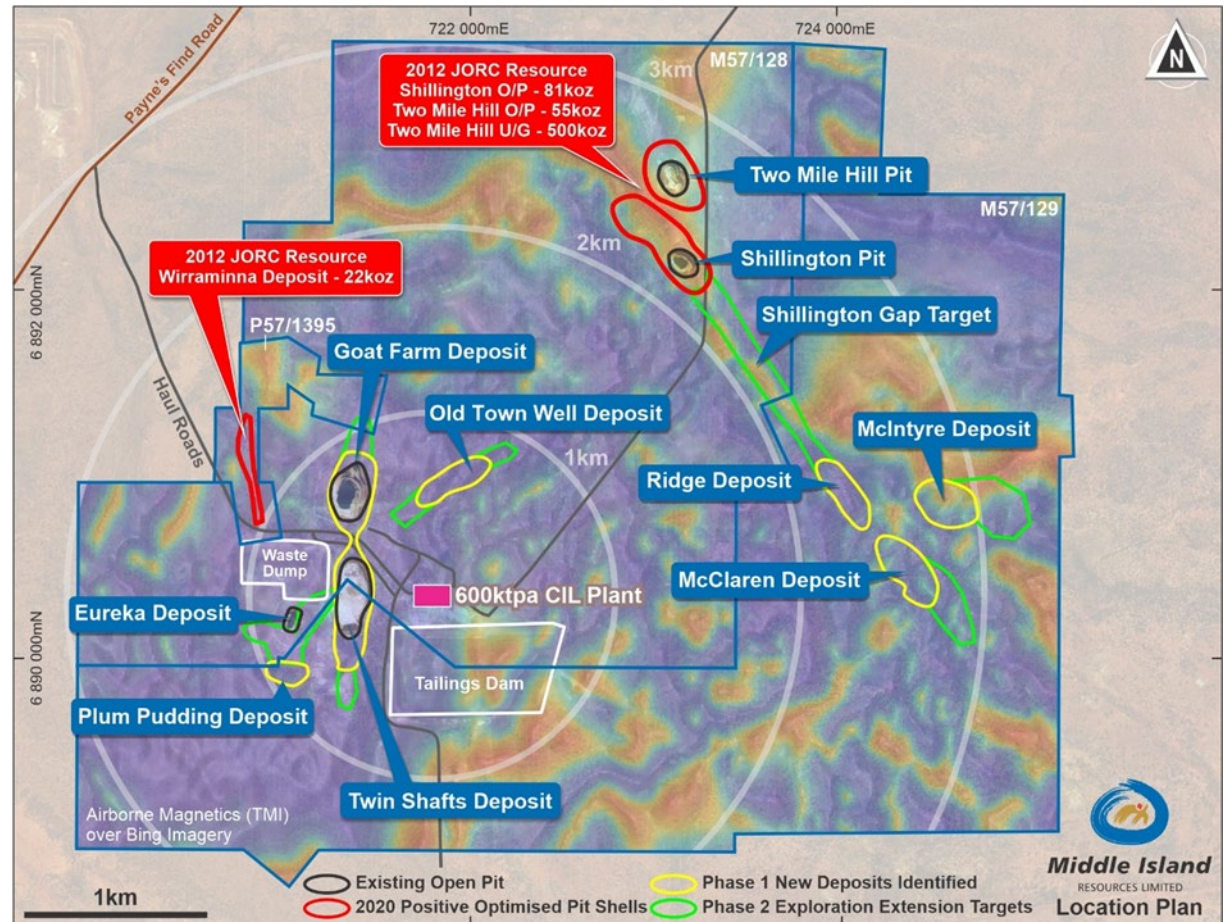 722 000mE
724 000mE
Payne's Find Road
2012 JORC Resource
Shillington O/P - 81koz
Two Mile Hill O/P - 55koz
Two Mile Hill U/G - 500koz
3km
M57/128
N
Two Mile Hill Pit
M57/129
2km
Shillington Pit
2012 JORC Resource
Wirraminna Deposit - 22koz
6 892 000mN
Shillington Gap Target
P57/1395
Goat Farm Deposit
Haul Roads
Old Town Well Deposit
1km
McIntyre Deposit
Ridge Deposit
Waste
Dump
McClaren Deposit
600ktpa CIL Plant
Eureka Deposit
6 890 000mN
Tailings Dam
Plum Pudding Deposit
Twin Shafts Deposit
Airborne Magnetics (TMI)
over Bing Imagery
Middle Island
RESOURCES LIMITED
Location Plan
1km
Existing Open Pit
2020 Positive Optimised Pit Shells
Phase 1 New Deposits Identified
Phase 2 Exploration Extension Targets